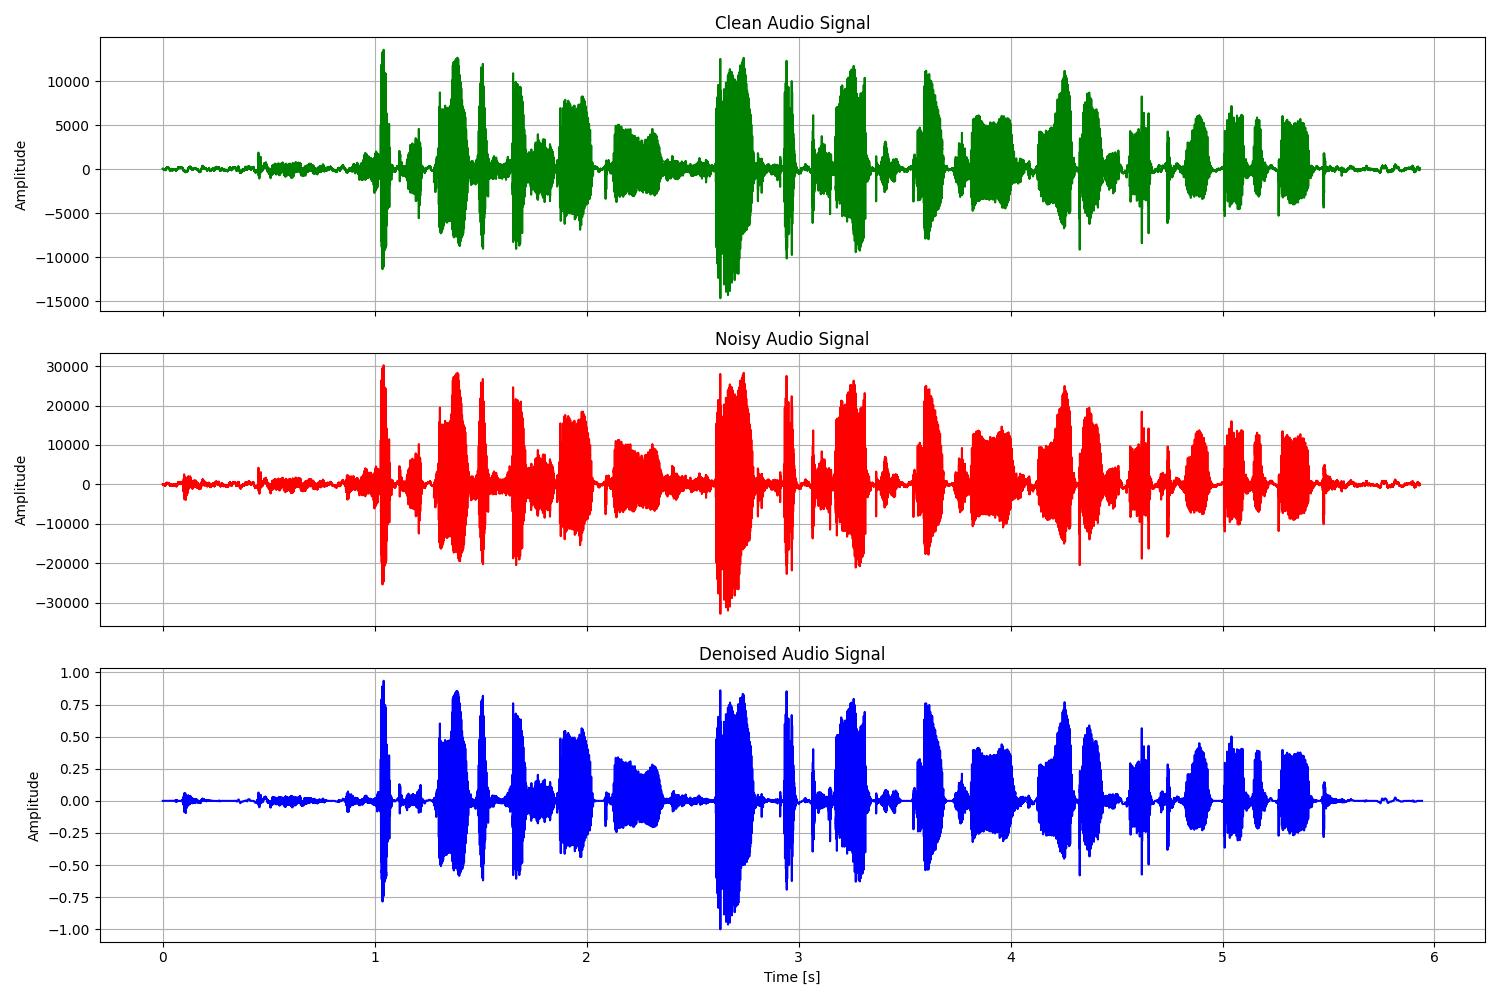 Clean Audio Signal
10000
5000
0
−5000
−10000
−15000
Amplitude
Noisy Audio Signal
30000
20000
10000
0
−10000
−20000
−30000
Amplitude
Denoised Audio Signal
1.00
0.75
0.50
0.25
0.00
−0.25
−0.50
−0.75
−1.00
Amplitude
0 1 2 3 4 5 6
Time [s]